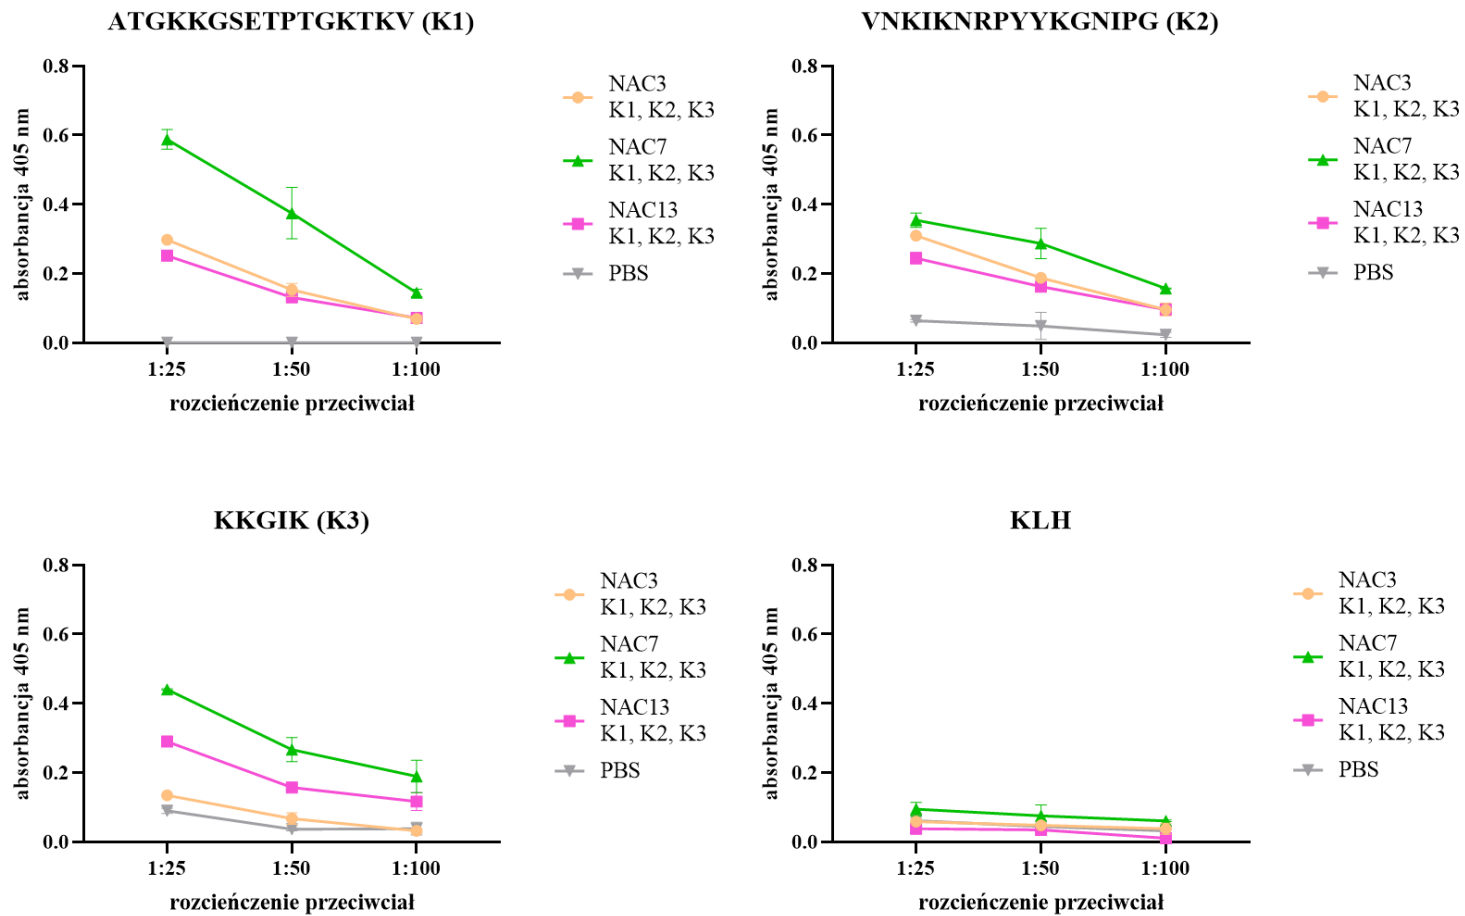 ATGKKGSETPTGKTKV (K1)
absorbancja 405 nm
0.8
0.6
0.4
0.2
0.0
1:25
1:50
1:100
rozcieńczenie przeciwciał
NAC3
K1, K2, K3
NAC7
K1, K2, K3
NAC13
K1, K2, K3
PBS
VNKIKNRPYYKGNIPG (K2)
absorbancja 405 nm
0.8
0.6
0.4
0.2
0.0
1:25
1:50
1:100
rozcieńczenie przeciwciał
NAC3
K1, K2, K3
NAC7
K1, K2, K3
NAC13
K1, K2, K3
PBS
KKGIK (K3)
absorbancja 405 nm
0.8
0.6
0.4
0.2
0.0
1:25
1:50
1:100
rozcieńczenie przeciwciał
NAC3
K1, K2, K3
NAC7
K1, K2, K3
NAC13
K1, K2, K3
PBS
KLH
absorbancja 405 nm
0.8
0.6
0.4
0.2
0.0
1:25
1:50
1:100
rozcieńczenie przeciwciał
NAC3
K1, K2, K3
NAC7
K1, K2, K3
NAC13
K1, K2, K3
PBS